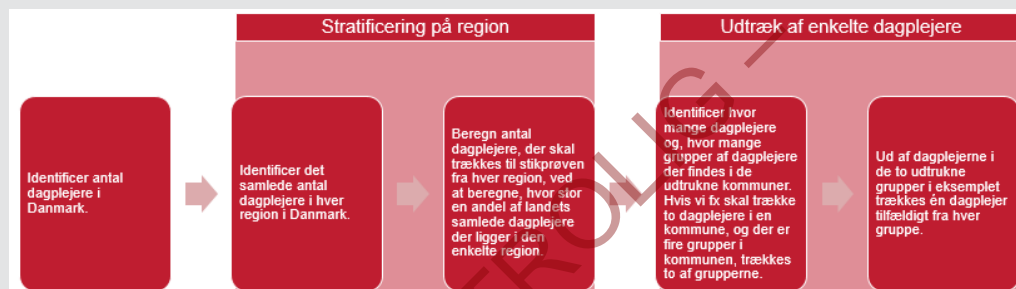 Stratificering på region
Udtræk af enkelte dagplejere
Identificer antal
dagplejere i
Danmark.
Identificer det
samlede antal
dagplejere i hver
region i Danmark.
Beregn antal
dagplejere, der skal
trækkes til stikprøven
fra hver region, ved
at beregne, hvor stor
en andel af landets
samlede dagplejere
der ligger i den
enkelte region.
Identificer hvor
mange dagplejere
og, hvor mange
grupper af dagplejere
der findes i de
udtrukne kommuner.
Hvis vi fx skal trække
to dagplejere i en
kommune, og der er
fire grupper i
kommunen, trækkes
to af grupperne.
Ud af dagplejerne i
de to udtrukne
grupper i eksemplet
trækkes én dagplejer
tilfældigt fra hver
gruppe.
TROLIG –